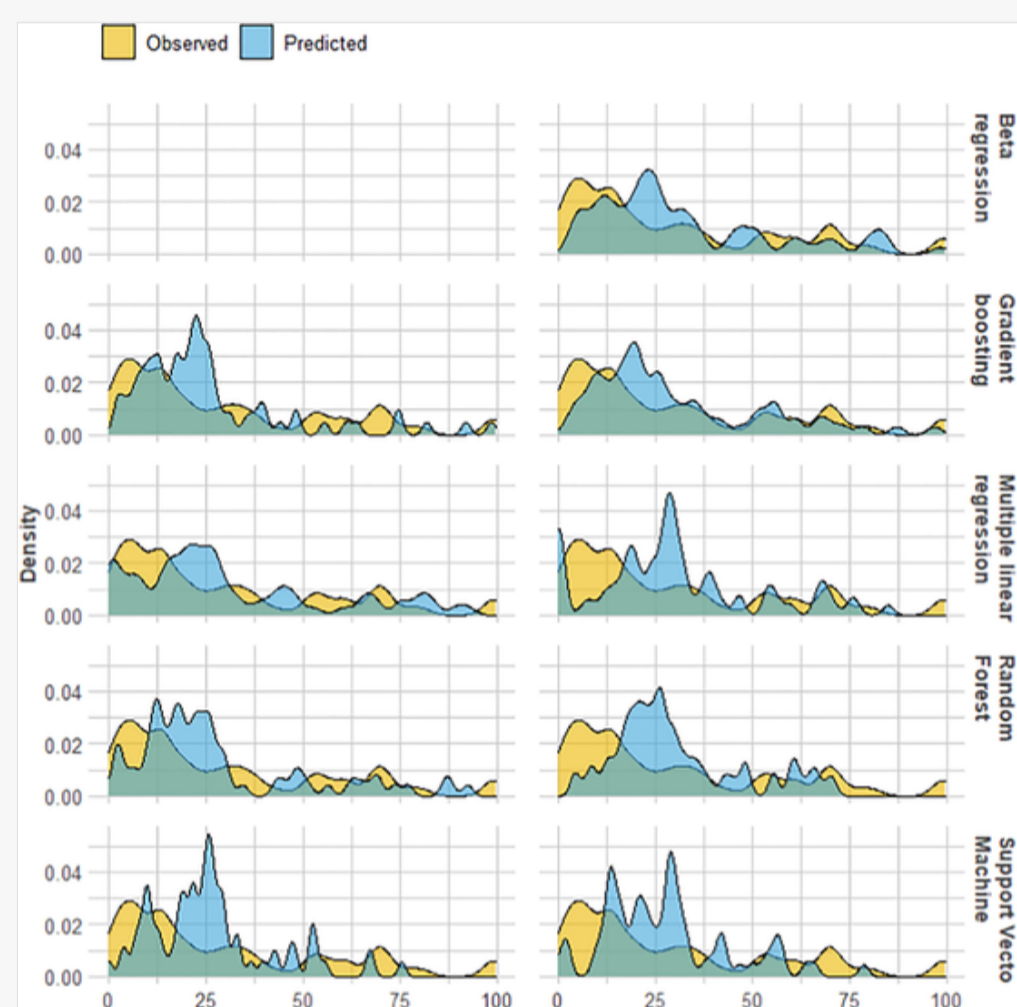 Observed Predicted
0.04
0.02
0.00
Beta
regression
0.04
0.02
0.00
Gradient
boosting
Density
0.04
0.02
0.00
Multiple linear
regression
0.04
0.02
0.00
Random
Forest
0.04
0.02
0.00
Support Vecto
Machine
0 25 50 75 100 0 25 50 75 100